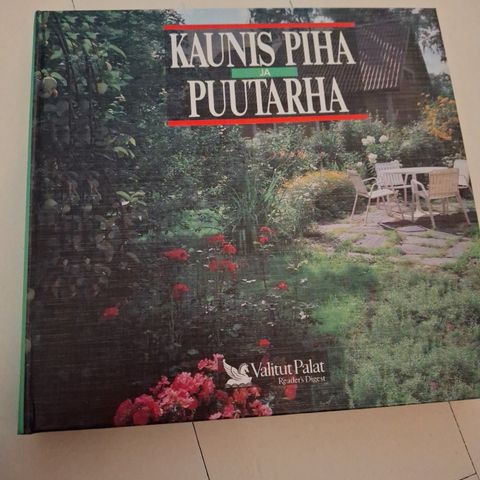 KAUNIS PIHA
JA
PUUTARHA
Valitut Palat
Reader's Digest